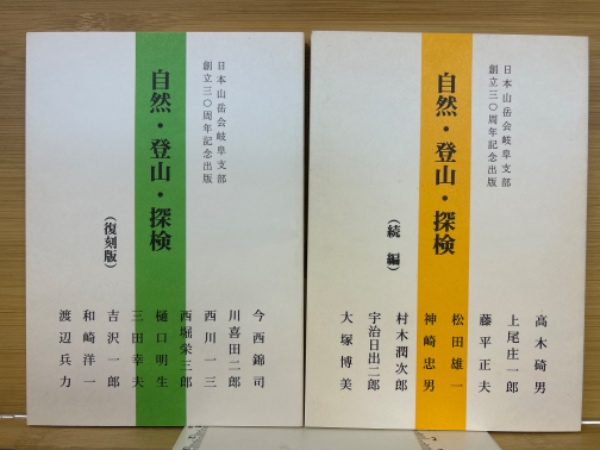 日本山岳会岐阜支部
創立三〇周年記念出版
自然・登山・探検
(復刻版)
今西錦司
川喜田二郎
西川一三
西堀栄三郎
樋口明生
三田幸夫
吉沢一郎
和崎洋一
渡辺兵力
日本山岳会岐阜支部
創立三〇周年記念出版
自然・登山・探検
(続編)
高木碕男
上尾庄一郎
藤平正夫
松田雄一
神崎忠男
村木潤次郎
宇治日出二郎
大塚博美